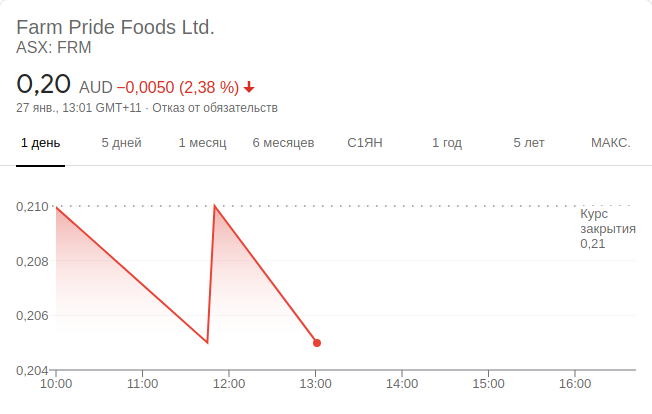 Farm Pride Foods Ltd.
ASX: FRM
0,20 AUD −0,0050 (2,38 %)
27 янв., 13:01 GMT+11 · Отказ от обязательств
1 день 5 дней 1 месяц 6 месяцев С1ЯН 1 год 5 лет МАКС.
0,210
Курс
закрытия
0,21
0,208
0,206
0,204
10:00 11:00 12:00 13:00 14:00 15:00 16:00